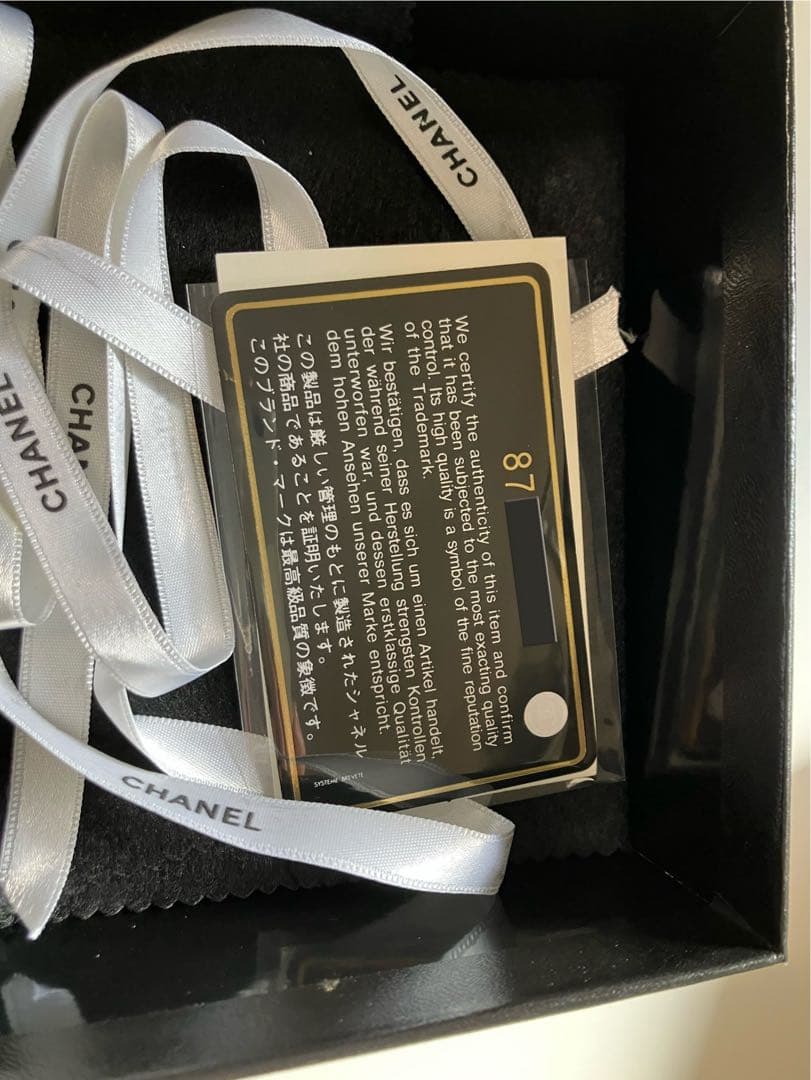 CHANEL
CHANEL
CHA
CHANEL
87
We certify the authenticity of this item and confirm
that it has been subjected to the most exacting quality
control. Its high quality is a symbol of the fine reputation
of the Trademark.
Wir bestätigen, dass es sich um einen Artikel handelt,
der während seiner Herstellung strengsten Kontrollen
unterworfen war, und dessen erstklassige Qualität
dem hohen Ansehen unserer Marke entspricht.
この製品は厳しい管理のもとに製造されたシャネル
社の商品であることを証明いたします。
このブランド・マークは最高級品質の象徴です。